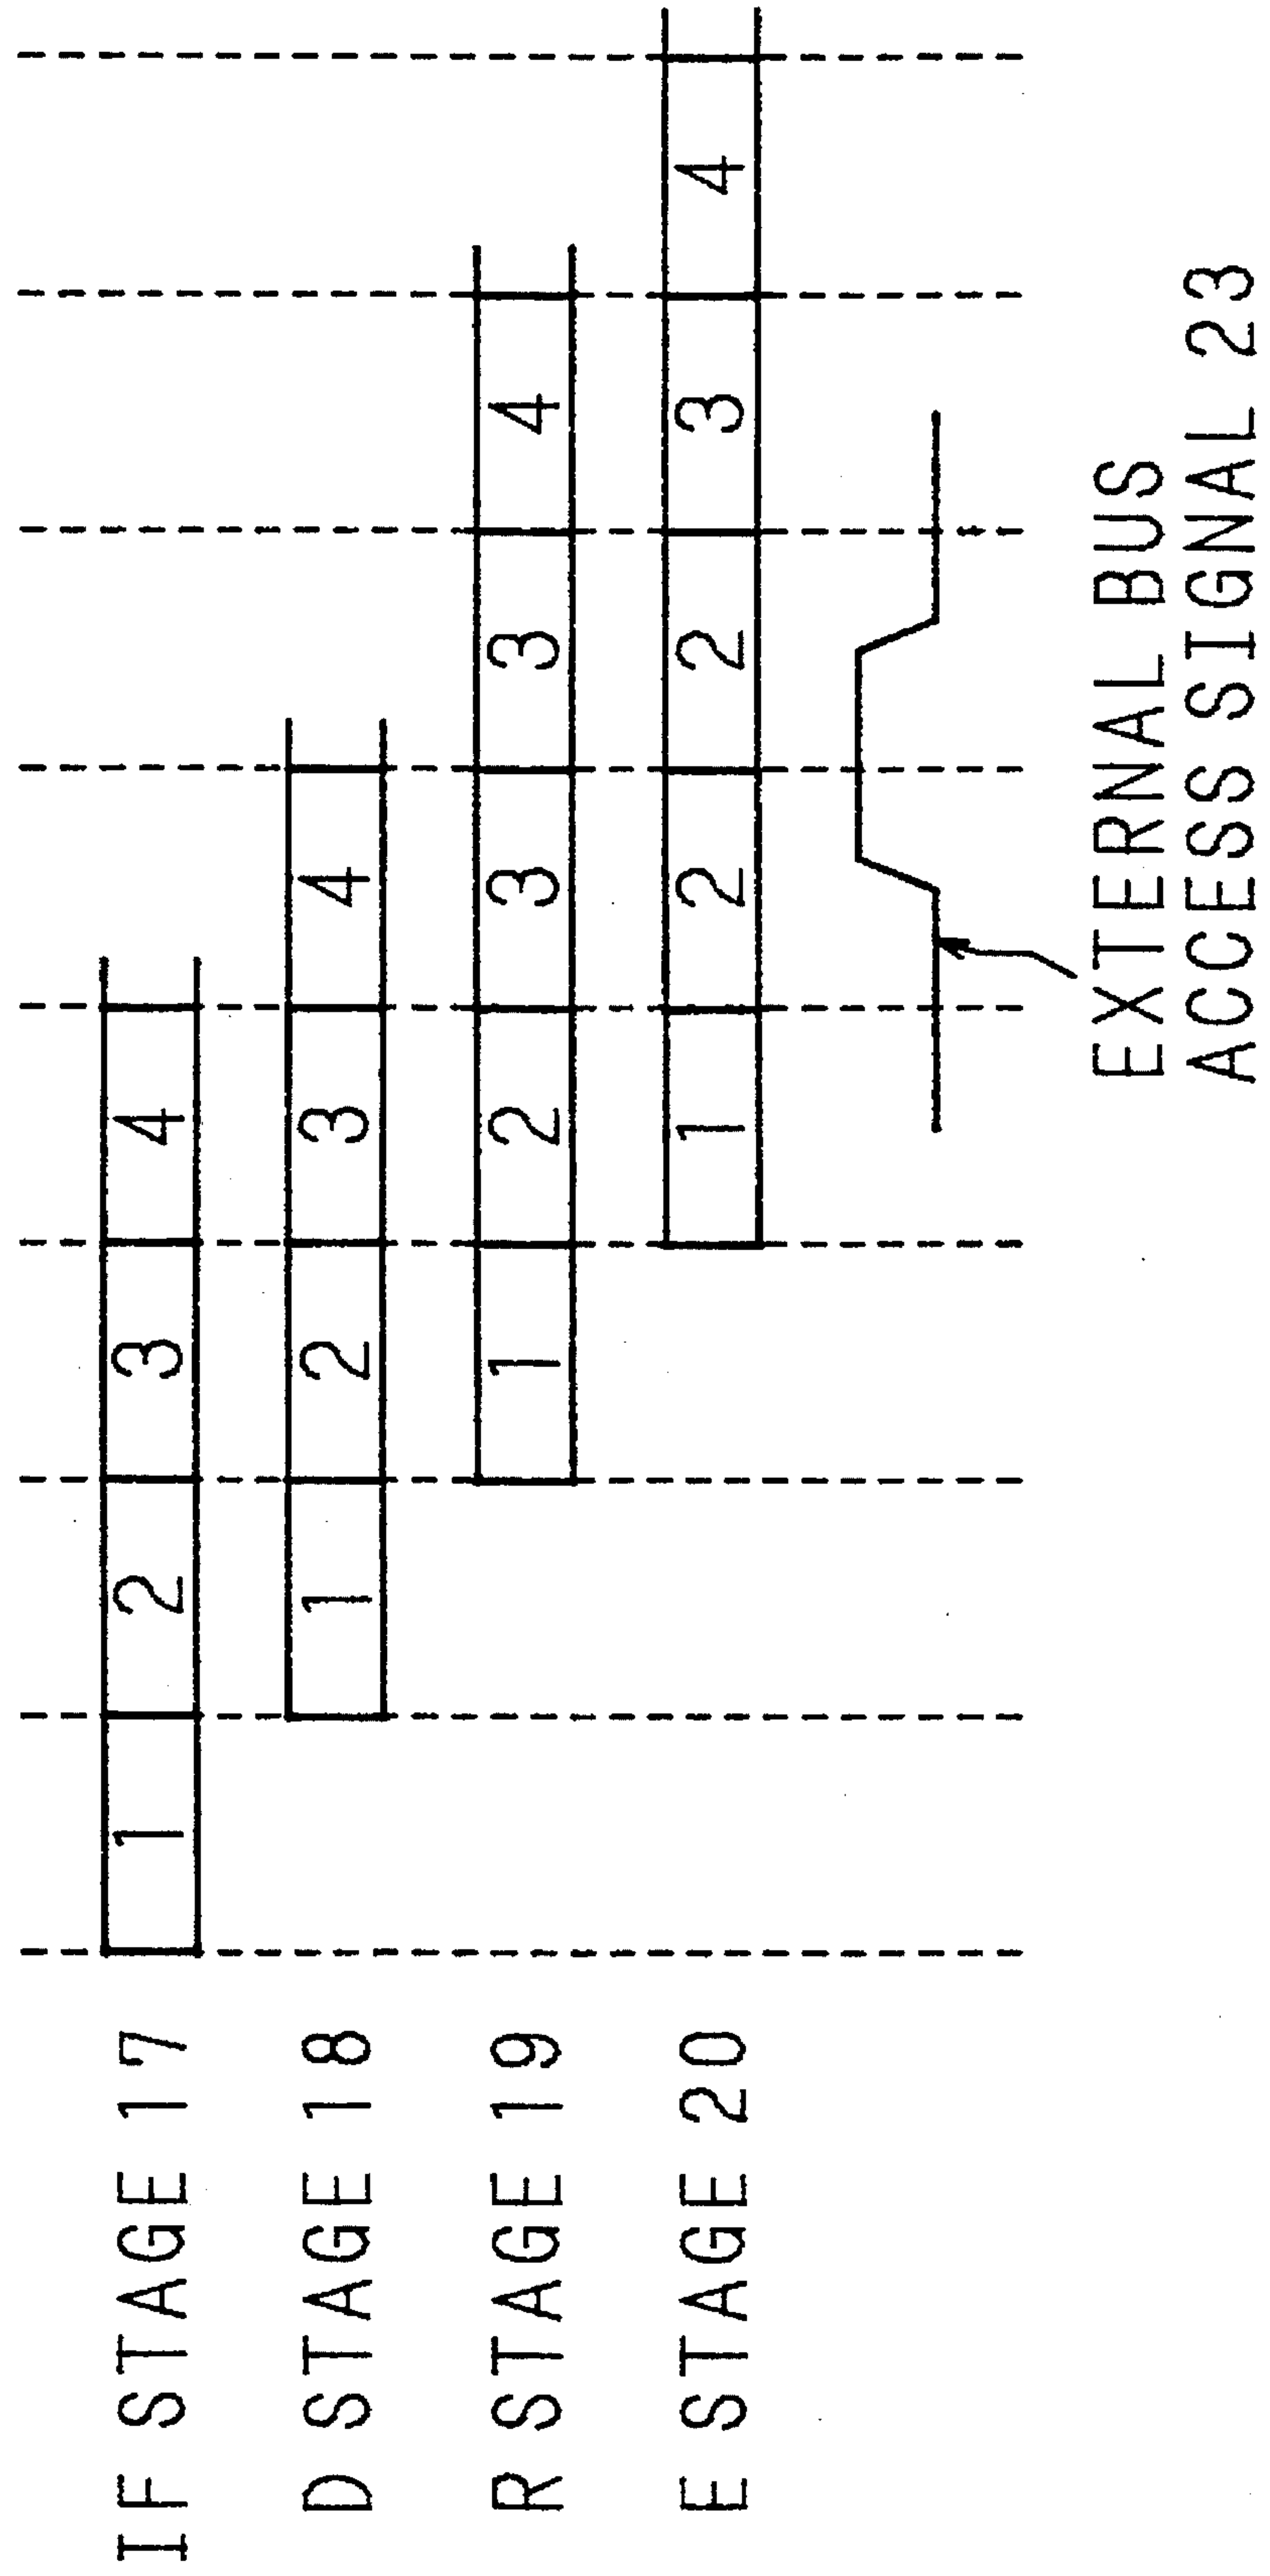 IF STAGE 17 1 2 3 4
D STAGE 18 1 2 3 4
R STAGE 19 1 2 3 3 4
E STAGE 20 1 2 2 3 4
EXTERNAL BUS
ACCESS SIGNAL 23